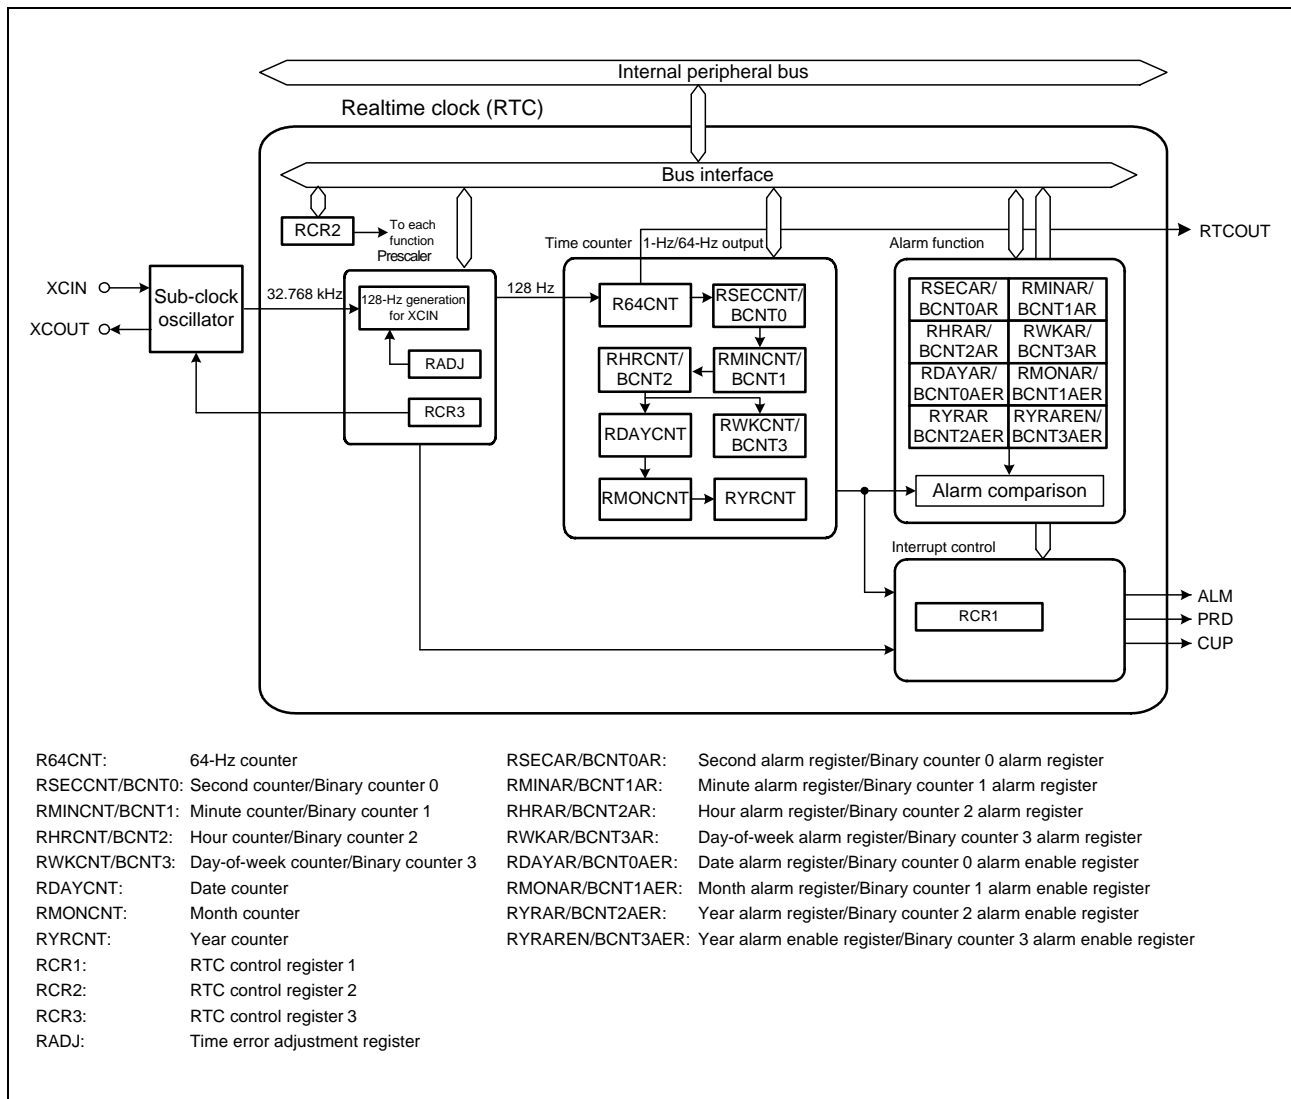 Internal peripheral bus
Realtime clock (RTC)
Bus interface
RCR2
To each
function
Prescaler
Time counter
1-Hz/64-Hz output
Alarm function
RTCOUT
XCIN
XCOUT
Sub-clock
oscillator
32.768 kHz
128-Hz generation
for XCIN
RADJ
RCR3
128 Hz
R64CNT
RSECCNT/
BCNT0
RHRCNT/
BCNT2
RMINCNT/
BCNT1
RDAYCNT
RWKCNT/
BCNT3
RMONCNT
RYRCNT
RSECAR/
BCNT0AR
RMINAR/
BCNT1AR
RHRAR/
BCNT2AR
RWKAR/
BCNT3AR
RDAYAR/
BCNT0AER
RMONAR/
BCNT1AER
RYRAR
BCNT2AER
RYRAREN/
BCNT3AER
Alarm comparison
Interrupt control
RCR1
ALM
PRD
CUP
R64CNT: 64-Hz counter
RSECCNT/BCNT0: Second counter/Binary counter 0
RMINCNT/BCNT1: Minute counter/Binary counter 1
RHRCNT/BCNT2: Hour counter/Binary counter 2
RWKCNT/BCNT3: Day-of-week counter/Binary counter 3
RDAYCNT: Date counter
RMONCNT: Month counter
RYRCNT: Year counter
RCR1: RTC control register 1
RCR2: RTC control register 2
RCR3: RTC control register 3
RADJ: Time error adjustment register
RSECAR/BCNT0AR: Second alarm register/Binary counter 0 alarm register
RMINAR/BCNT1AR: Minute alarm register/Binary counter 1 alarm register
RHRAR/BCNT2AR: Hour alarm register/Binary counter 2 alarm register
RWKAR/BCNT3AR: Day-of-week alarm register/Binary counter 3 alarm register
RDAYAR/BCNT0AER: Date alarm register/Binary counter 0 alarm enable register
RMONAR/BCNT1AER: Month alarm register/Binary counter 1 alarm enable register
RYRAR/BCNT2AER: Year alarm register/Binary counter 2 alarm enable register
RYRAREN/BCNT3AER: Year alarm enable register/Binary counter 3 alarm enable register